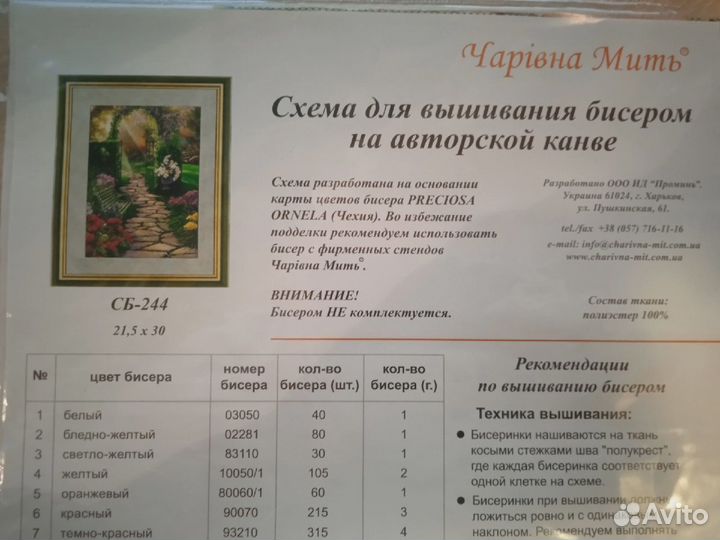 Чарівна Мить©
Схема для вышивания бисером
на авторской канве
Схема разработана на основании
карты цветов бисера PRECIOSA
ORNELA (Чехия). Во избежание
подделки рекомендуем использовать
бисер с фирменных стендов
Чарівна Мить©.
ВНИМАНИЕ!
Бисером НЕ комплектуется.
Разработано ООО ИД "Проминь".
Украина 61024, г. Харьков,
ул. Пушкинская, 61.
tel./fax +38 (057) 716-11-16
e-mail: info@charivna-mit.com.ua
www.charivna-mit.com.ua
Состав ткани:
полиэстер 100%
СБ-244
21,5 x 30
№ цвет бисера номер бисера кол-во бисера (шт.) кол-во бисера (г.)
1 белый 03050 40 1
2 бледно-желтый 02281 80 1
3 светло-желтый 83110 30 1
4 желтый 10050/1 105 2
5 оранжевый 80060/1 60 1
6 красный 90070 215 3
7 темно-красный 93210 315 4
Рекомендации
по вышиванию бисером
Техника вышивания:
● Бисеринки нашиваются на ткань
косыми стежками шва "полукрест",
где каждая бисеринка соответствует
одной клетке на схеме.
● Бисеринки при вышивании должны
ложиться ровно и с одинаковым
наклоном. Рекомендуем выполнять
Avito